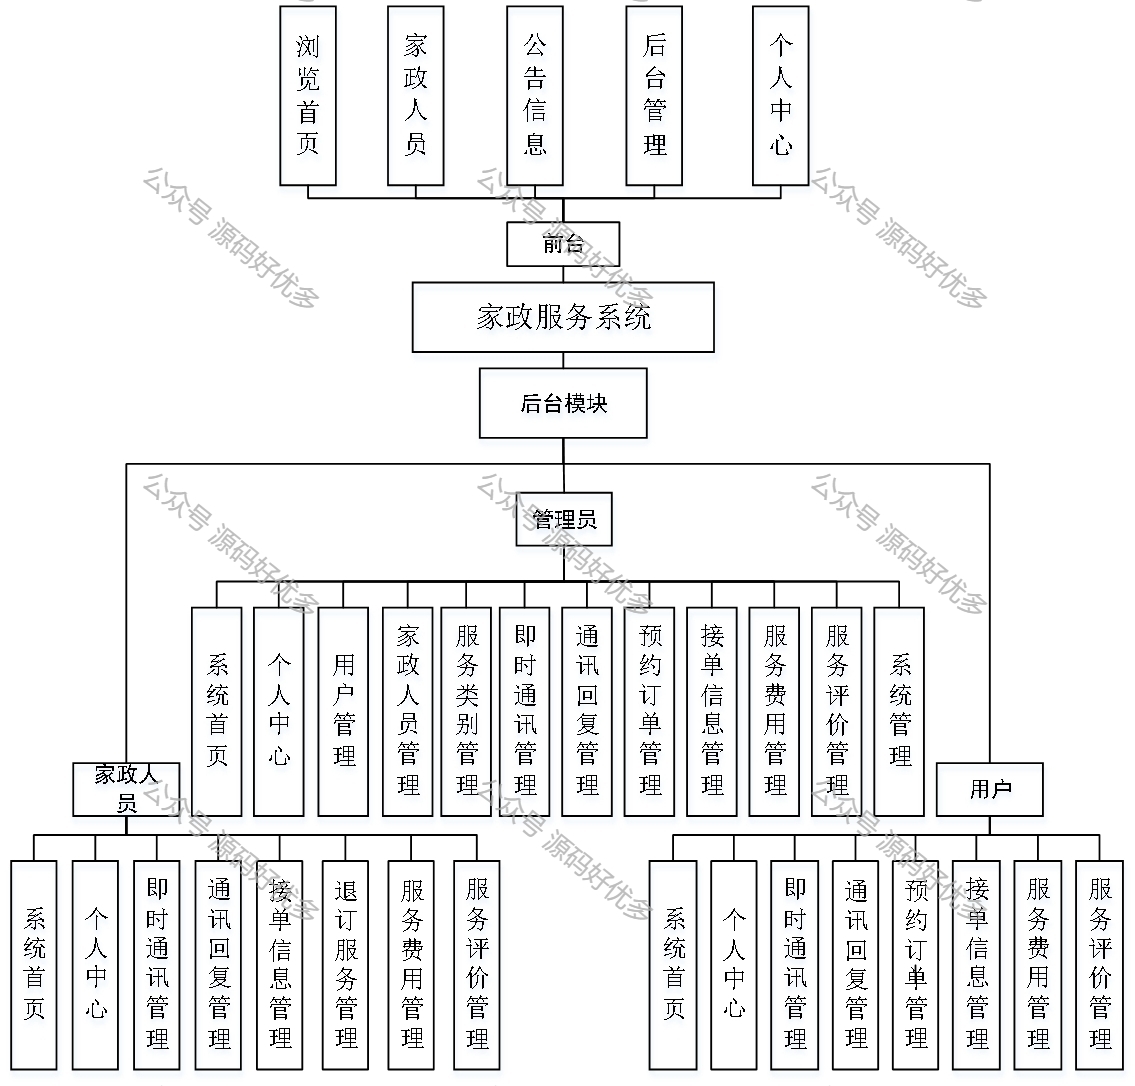 浏览首页
家政人员
公告信息
后台管理
个人中心
前台
家政服务系统
后台模块
管理员
系统首页
个人中心
用户管理
家政人员管理
服务类别管理
即时通讯管理
通讯回复管理
预约订单管理
接单信息管理
服务费用管理
服务评价管理
系统管理
家政人
员
用户
系统首页
个人中心
即时通讯管理
通讯回复管理
接单信息管理
退订服务管理
服务费用管理
服务评价管理
系统首页
个人中心
即时通讯管理
通讯回复管理
预约订单管理
接单信息管理
服务费用管理
服务评价管理
公众号 源码好优多
公众号 源码好优多
公众号 源码好优多
公众号 源码好优多
公众号 源码好优多
公众号 源码好优多
公众号 源码好优多
公众号 源码好优多
公众号 源码好优多